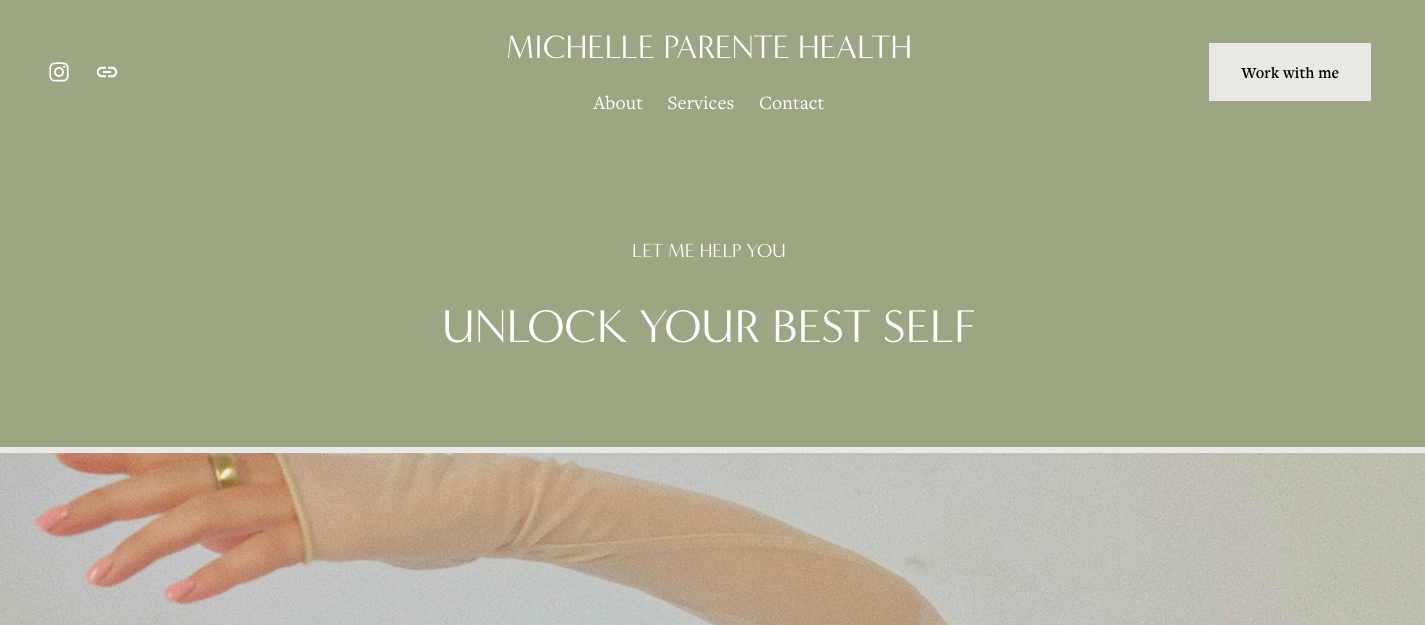 MICHELLE PARENTE HEALTH
About Services Contact
Work with me
LET ME HELP YOU
UNLOCK YOUR BEST SELF